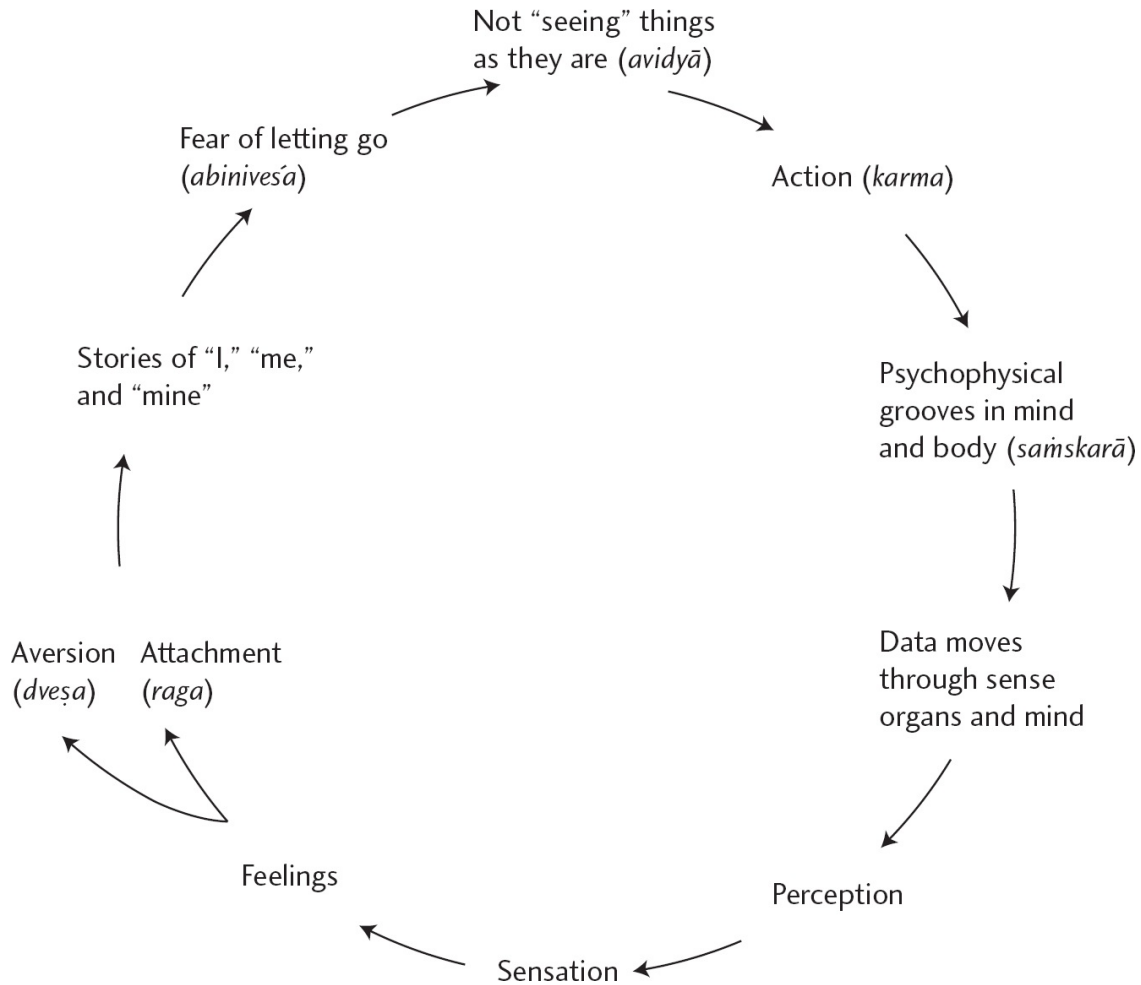 Not “seeing” things
as they are (avidyā)
Action (karma)
Psychophysical
grooves in mind
and body (saṁskarā)
Data moves
through sense
organs and mind
Perception
Sensation
Feelings
Aversion
(dveṣa)
Attachment
(raga)
Stories of “I,” “me,”
and “mine”
Fear of letting go
(abiniveśa)